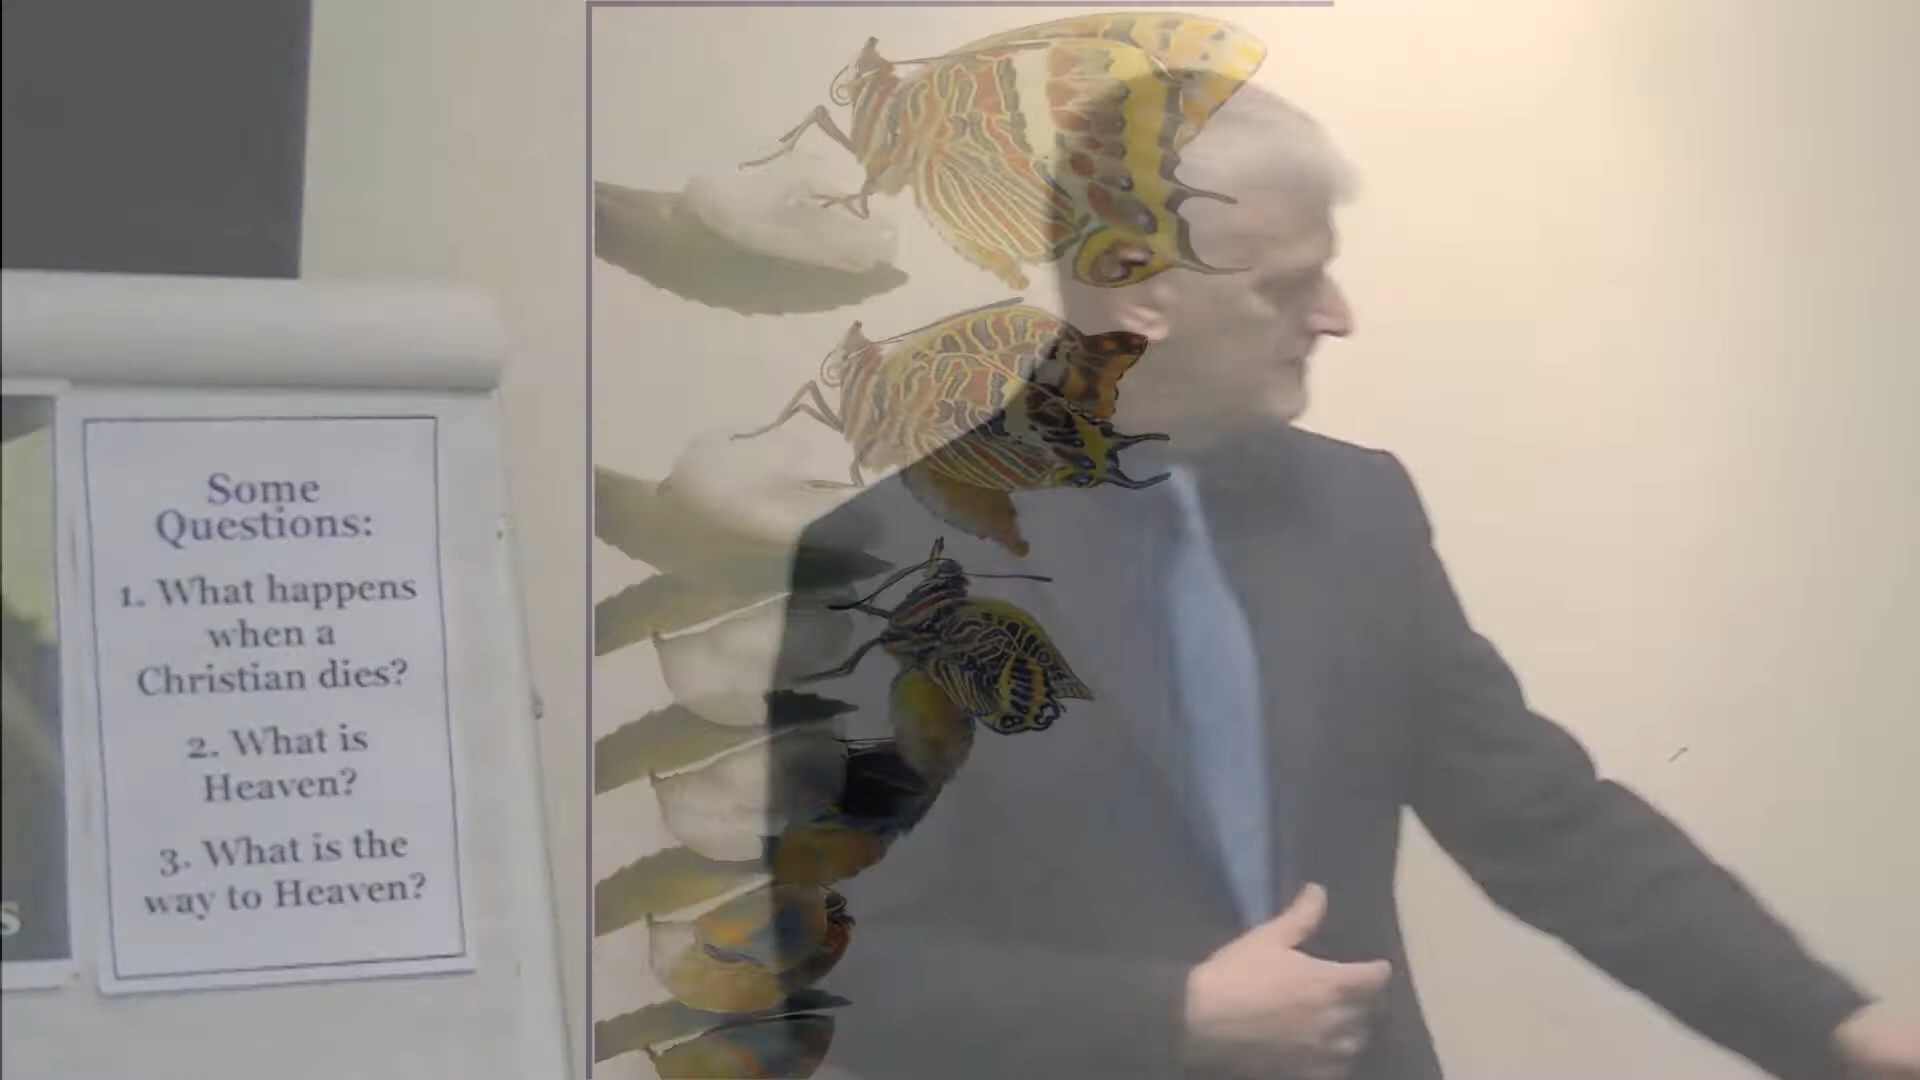 Some
Questions:
1. What happens
when a
Christian dies?
2. What is
Heaven?
3. What is the
way to Heaven?
s